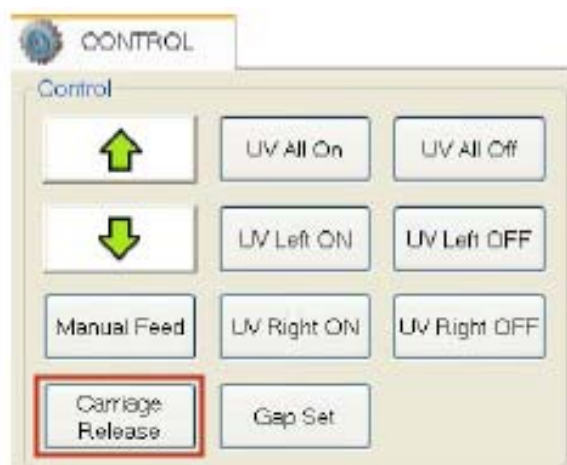 CONTROL
Control
UV All On
UV All Off
UV Left ON
UV Left OFF
Manual Feed
UV Right ON
UV Right OFF
Carriage
Release
Gap Set